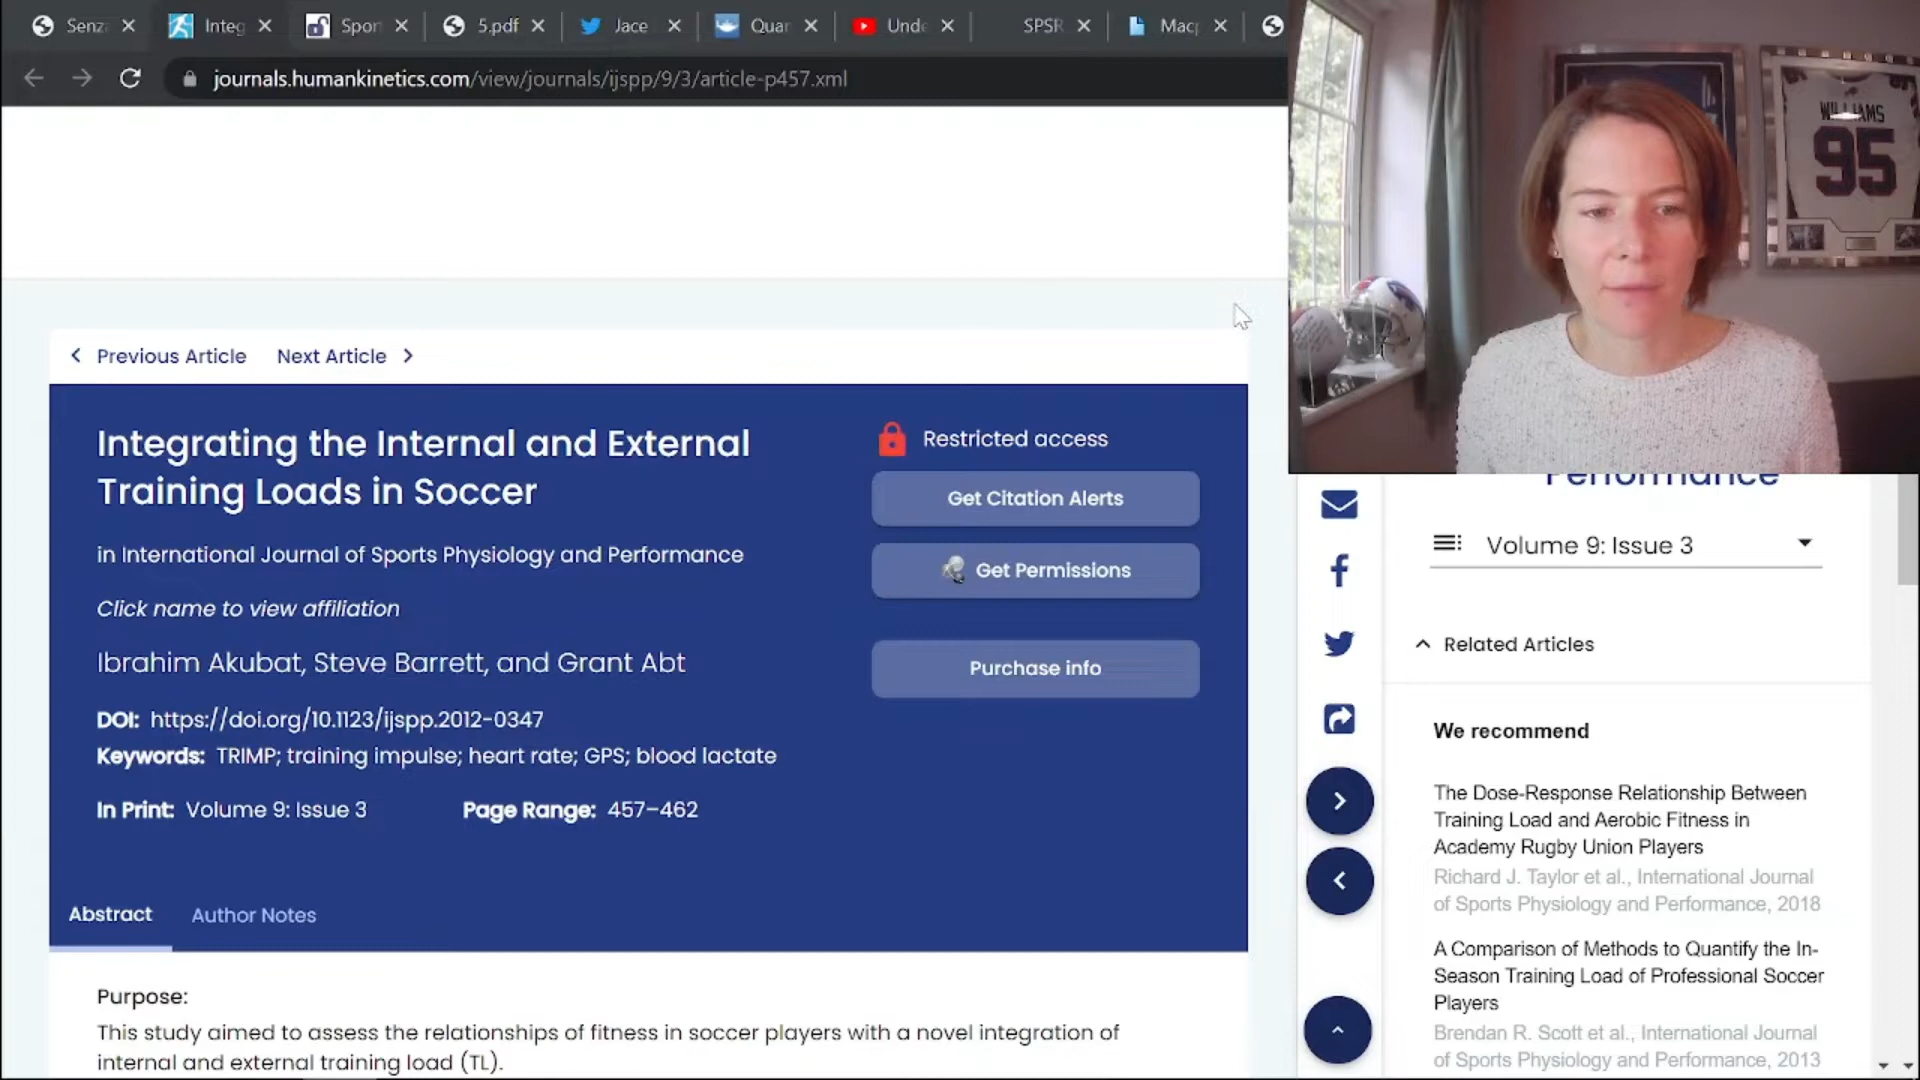 Senz
Integ
Spor
5.pdf
Jace
Quar
Unde
SPSR
Macp
journals.humankinetics.com/view/journals/ijspp/9/3/article-p457.xml
WILLIAMS
95
Previous Article Next Article
Integrating the Internal and External
Training Loads in Soccer
in International Journal of Sports Physiology and Performance
Click name to view affiliation
Ibrahim Akubat, Steve Barrett, and Grant Abt
DOI: https://doi.org/10.1123/ijspp.2012-0347
Keywords: TRIMP; training impulse; heart rate; GPS; blood lactate
In Print: Volume 9: Issue 3 Page Range: 457–462
Restricted access
Get Citation Alerts
Get Permissions
Purchase info
Abstract Author Notes
Purpose:
This study aimed to assess the relationships of fitness in soccer players with a novel integration of
internal and external training load (TL).
Performance
Volume 9: Issue 3
Related Articles
We recommend
The Dose-Response Relationship Between
Training Load and Aerobic Fitness in
Academy Rugby Union Players
Richard J. Taylor et al., International Journal
of Sports Physiology and Performance, 2018
A Comparison of Methods to Quantify the In-
Season Training Load of Professional Soccer
Players
Brendan R. Scott et al., International Journal
of Sports Physiology and Performance, 2013